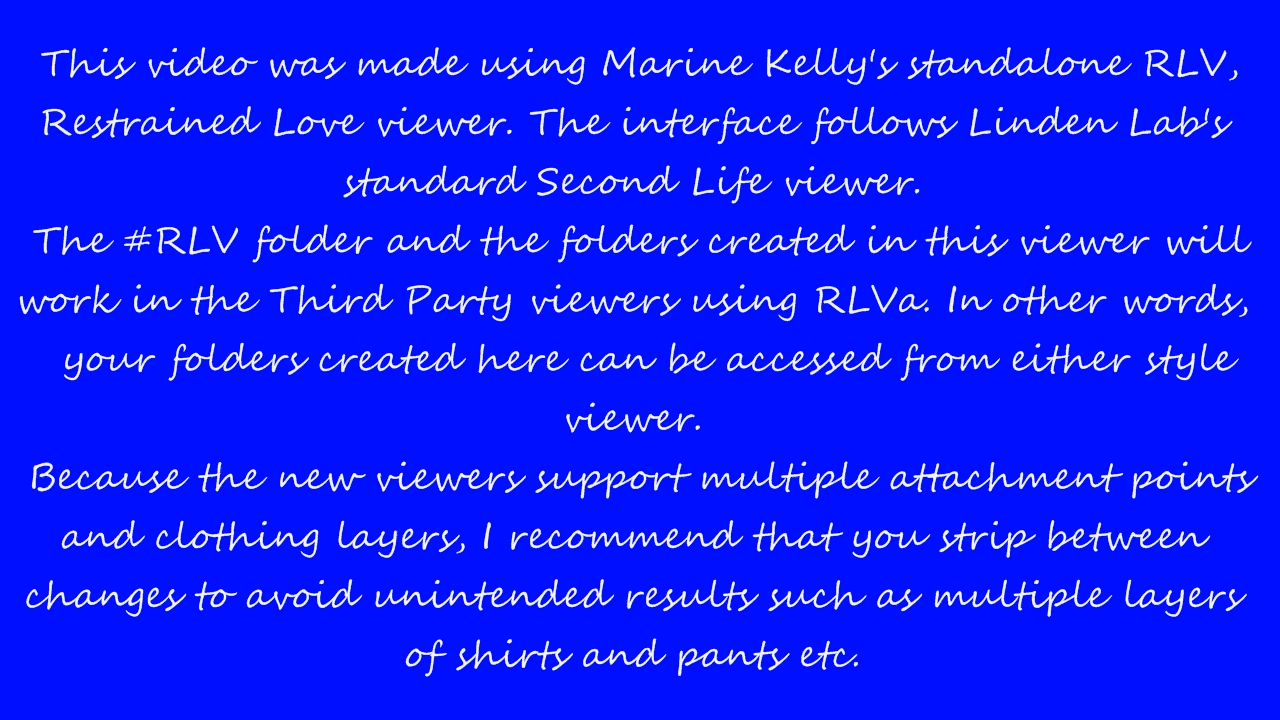 This video was made using Marine Kelly's standalone RLV,
Restrained Love viewer. The interface follows Linden Lab's
standard Second Life viewer.
The #RLV folder and the folders created in this viewer will
work in the Third Party viewers using RLVa. In other words,
your folders created here can be accessed from either style
viewer.
Because the new viewers support multiple attachment points
and clothing layers, I recommend that you strip between
changes to avoid unintended results such as multiple layers
of shirts and pants etc.